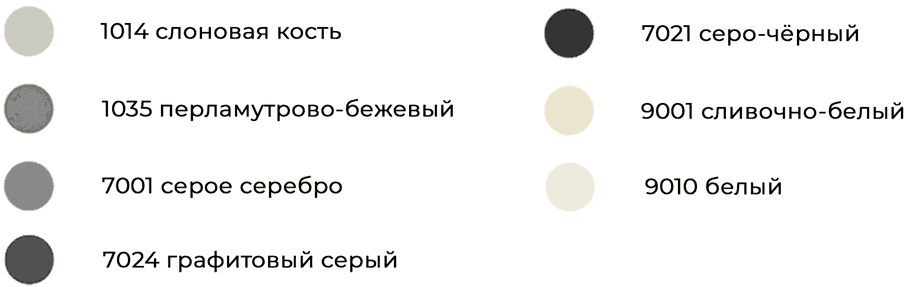 1014 слоновая кость
1035 перламутрово-бежевый
7001 серое серебро
7024 графитовый серый
7021 серо-чёрный
9001 сливочно-белый
9010 белый